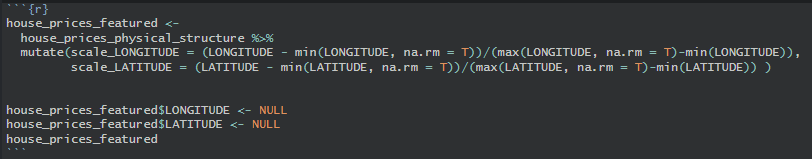 ```{r}
house_prices_featured <-
  house_prices_physical_structure %>%
  mutate(scale_LONGITUDE = (LONGITUDE - min(LONGITUDE, na.rm = T))/(max(LONGITUDE, na.rm = T)-min(LONGITUDE)),
         scale_LATITUDE = (LATITUDE - min(LATITUDE, na.rm = T))/(max(LATITUDE, na.rm = T)-min(LATITUDE)) )
house_prices_featured$LONGITUDE <- NULL
house_prices_featured$LATITUDE <- NULL
house_prices_featured
```